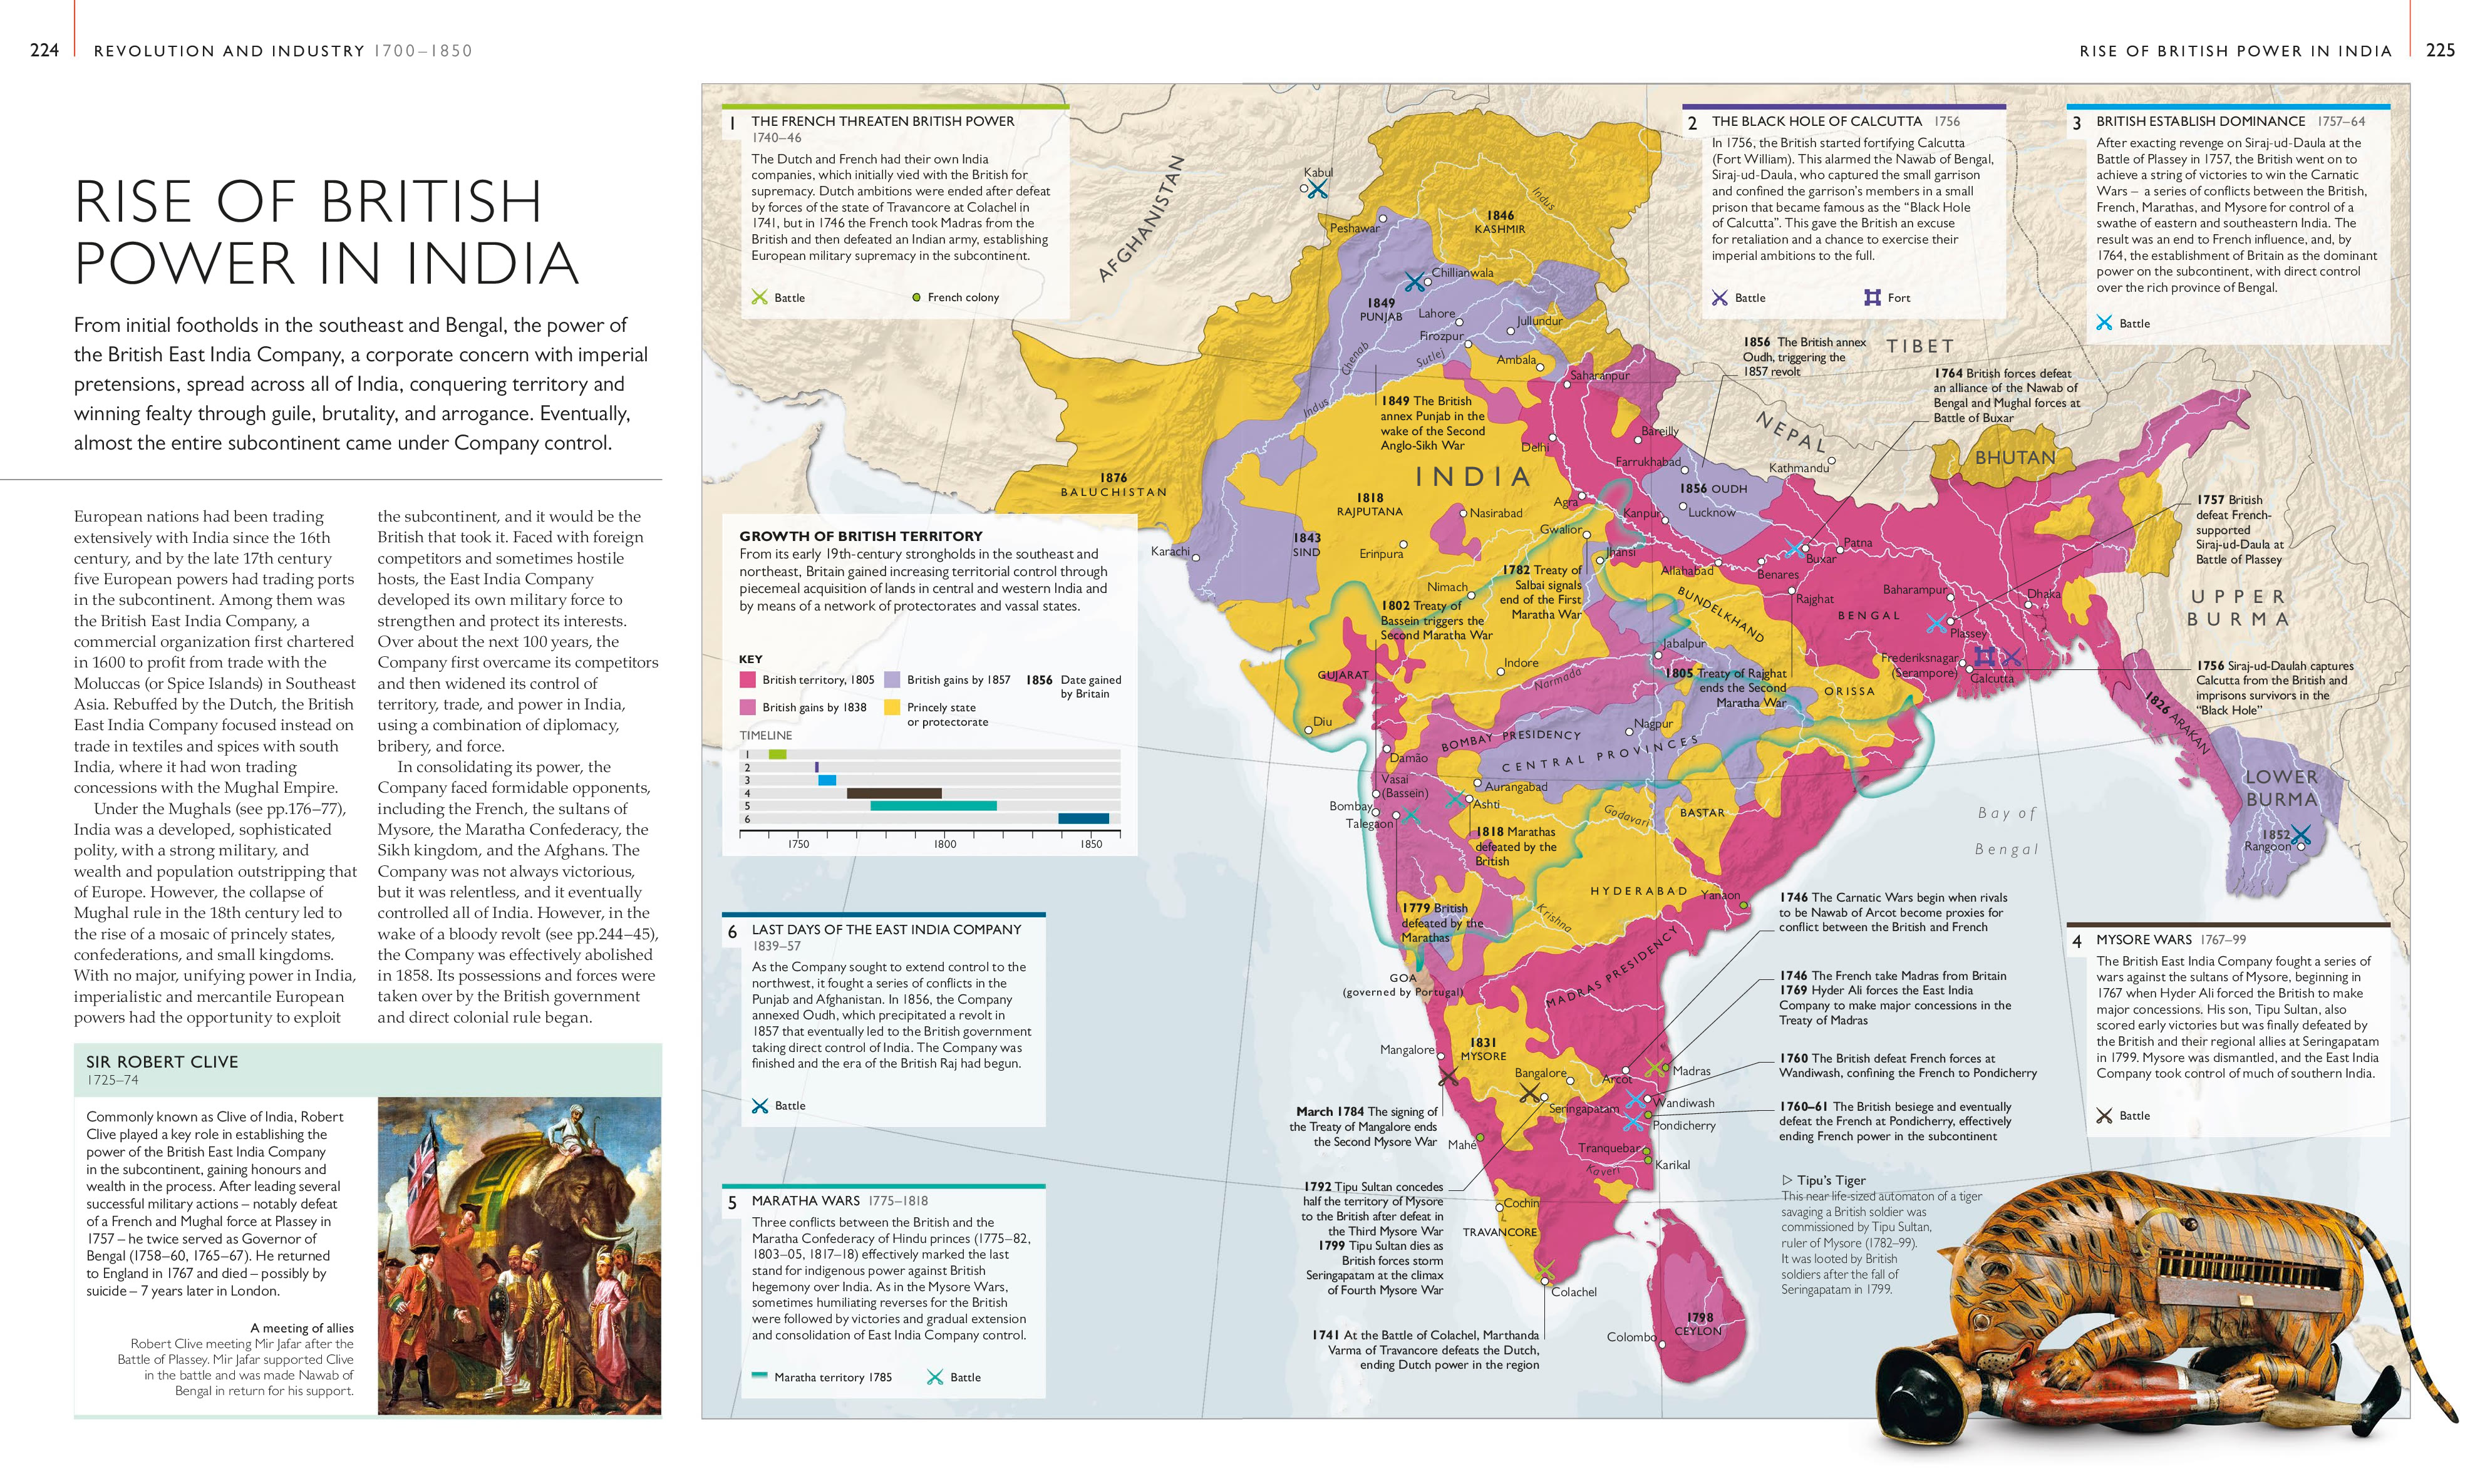 224
REVOLUTION AND INDUSTRY 1700–1850
RISE OF BRITISH POWER IN INDIA
225
RISE OF BRITISH
POWER IN INDIA
From initial footholds in the southeast and Bengal, the power of
the British East India Company, a corporate concern with imperial
pretensions, spread across all of India, conquering territory and
winning fealty through guile, brutality, and arrogance. Eventually,
almost the entire subcontinent came under Company control.
European nations had been trading
extensively with India since the 16th
century, and by the late 17th century
five European powers had trading ports
in the subcontinent. Among them was
the British East India Company, a
commercial organization first chartered
in 1600 to profit from trade with the
Moluccas (or Spice Islands) in Southeast
Asia. Rebuffed by the Dutch, the British
East India Company focused instead on
trade in textiles and spices with south
India, where it had won trading
concessions with the Mughal Empire.
Under the Mughals (see pp.176–77),
India was a developed, sophisticated
polity, with a strong military, and
wealth and population outstripping that
of Europe. However, the collapse of
Mughal rule in the 18th century led to
the rise of a mosaic of princely states,
confederations, and small kingdoms.
With no major, unifying power in India,
imperialistic and mercantile European
powers had the opportunity to exploit
the subcontinent, and it would be the
British that took it. Faced with foreign
competitors and sometimes hostile
hosts, the East India Company
developed its own military force to
strengthen and protect its interests.
Over about the next 100 years, the
Company first overcame its competitors
and then widened its control of
territory, trade, and power in India,
using a combination of diplomacy,
bribery, and force.
In consolidating its power, the
Company faced formidable opponents,
including the French, the sultans of
Mysore, the Maratha Confederacy, the
Sikh kingdom, and the Afghans. The
Company was not always victorious,
but it was relentless, and it eventually
controlled all of India. However, in the
wake of a bloody revolt (see pp.244–45),
the Company was effectively abolished
in 1858. Its possessions and forces were
taken over by the British government
and direct colonial rule began.
SIR ROBERT CLIVE
1725–74
Commonly known as Clive of India, Robert
Clive played a key role in establishing the
power of the British East India Company
in the subcontinent, gaining honours and
wealth in the process. After leading several
successful military actions – notably defeat
of a French and Mughal force at Plassey in
1757 – he twice served as Governor of
Bengal (1758–60, 1765–67). He returned
to England in 1767 and died – possibly by
suicide – 7 years later in London.
A meeting of allies
Robert Clive meeting Mir Jafar after the
Battle of Plassey. Mir Jafar supported Clive
in the battle and was made Nawab of
Bengal in return for his support.
1 THE FRENCH THREATEN BRITISH POWER
1740–46
The Dutch and French had their own India
companies, which initially vied with the British for
supremacy. Dutch ambitions were ended after defeat
by forces of the state of Travancore at Colachel in
1741, but in 1746 the French took Madras from the
British and then defeated an Indian army, establishing
European military supremacy in the subcontinent.
Battle
French colony
2 THE BLACK HOLE OF CALCUTTA 1756
In 1756, the British started fortifying Calcutta
(Fort William). This alarmed the Nawab of Bengal,
Siraj-ud-Daula, who captured the small garrison
and confined the garrison's members in a small
prison that became famous as the "Black Hole
of Calcutta". This gave the British an excuse
for retaliation and a chance to exercise their
imperial ambitions to the full.
Battle
Fort
3 BRITISH ESTABLISH DOMINANCE 1757–64
After exacting revenge on Siraj-ud-Daula at the
Battle of Plassey in 1757, the British went on to
achieve a string of victories to win the Carnatic
Wars – a series of conflicts between the British,
French, Marathas, and Mysore for control of a
swathe of eastern and southeastern India. The
result was an end to French influence, and, by
1764, the establishment of Britain as the dominant
power on the subcontinent, with direct control
over the rich province of Bengal.
Battle
GROWTH OF BRITISH TERRITORY
From its early 19th-century strongholds in the southeast and
northeast, Britain gained increasing territorial control through
piecemeal acquisition of lands in central and western India and
by means of a network of protectorates and vassal states.
KEY
British territory, 1805
British gains by 1857
1856 Date gained
by Britain
British gains by 1838
Princely state
or protectorate
TIMELINE
1
2
3
4
5
6
1750
1800
1850
6 LAST DAYS OF THE EAST INDIA COMPANY
1839–57
As the Company sought to extend control to the
northwest, it fought a series of conflicts in the
Punjab and Afghanistan. In 1856, the Company
annexed Oudh, which precipitated a revolt in
1857 that eventually led to the British government
taking direct control of India. The Company was
finished and the era of the British Raj had begun.
Battle
5 MARATHA WARS 1775–1818
Three conflicts between the British and the
Maratha Confederacy of Hindu princes (1775–82,
1803–05, 1817–18) effectively marked the last
stand for indigenous power against British
hegemony over India. As in the Mysore Wars,
sometimes humiliating reverses for the British
were followed by victories and gradual extension
and consolidation of East India Company control.
Maratha territory 1785
Battle
4 MYSORE WARS 1767–99
The British East India Company fought a series of
wars against the sultans of Mysore, beginning in
1767 when Hyder Ali forced the British to make
major concessions. His son, Tipu Sultan, also
scored early victories but was finally defeated by
the British and their regional allies at Seringapatam
in 1799. Mysore was dismantled, and the East India
Company took control of much of southern India.
Battle
AFGHANISTAN
Kabul
Peshawar
Indus
1846
KASHMIR
Chillianwala
1849
PUNJAB
Lahore
Jullundur
Firozpur
Chenab
Sutlej
Ambala
Saharanpur
Indus
1849 The British
annex Punjab in the
wake of the Second
Anglo-Sikh War
1856 The British annex
Oudh, triggering the
1857 revolt
TIBET
1764 British forces defeat
an alliance of the Nawab of
Bengal and Mughal forces at
Battle of Buxar
NEPAL
Kathmandu
BHUTAN
Delhi
Bareilly
Farrukhabad
INDIA
1876
BALUCHISTAN
1818
RAJPUTANA
Nasirabad
Agra
1856 OUDH
Kanpur
Lucknow
Gwalior
Karachi
1843
SIND
Erinpura
Jhansi
Patna
Buxar
Allahabad
Benares
Rajghat
Nimach
1782 Treaty of
Salbai signals
end of the First
Maratha War
1802 Treaty of
Bassein triggers the
Second Maratha War
BUNDELKHAND
BENGAL
Baharampur
Dhaka
Plassey
1757 British
defeat French-
supported
Siraj-ud-Daula at
Battle of Plassey
UPPER
BURMA
Jabalpur
Indore
GUJARAT
Narmada
1805 Treaty of Rajghat
ends the Second
Maratha War
ORISSA
Frederiksnagar
(Serampore)
Calcutta
1756 Siraj-ud-Daulah captures
Calcutta from the British and
imprisons survivors in the
"Black Hole"
1826 ARAKAN
Diu
Nagpur
BOMBAY PRESIDENCY
CENTRAL PROVINCES
Damão
Vasai
(Bassein)
Aurangabad
Bombay
Talegaon
Ashti
Godavari
BASTAR
1818 Marathas
defeated by the
British
Bay of
Bengal
LOWER
BURMA
1852
Rangoon
HYDERABAD
Yanaon
1779 British
defeated by the
Marathas
Krishna
GOA
(governed by Portugal)
MADRAS PRESIDENCY
1746 The Carnatic Wars begin when rivals
to be Nawab of Arcot become proxies for
conflict between the British and French
1746 The French take Madras from Britain
1769 Hyder Ali forces the East India
Company to make major concessions in the
Treaty of Madras
Mangalore
1831
MYSORE
Bangalore
Arcot
Madras
Seringapatam
Wandiwash
Pondicherry
1760 The British defeat French forces at
Wandiwash, confining the French to Pondicherry
1760–61 The British besiege and eventually
defeat the French at Pondicherry, effectively
ending French power in the subcontinent
March 1784 The signing of
the Treaty of Mangalore ends
the Second Mysore War
Mahé
Tranquebar
Karikal
Kaveri
1792 Tipu Sultan concedes
half the territory of Mysore
to the British after defeat in
the Third Mysore War
1799 Tipu Sultan dies as
British forces storm
Seringapatam at the climax
of Fourth Mysore War
Cochin
TRAVANCORE
Colachel
1741 At the Battle of Colachel, Marthanda
Varma of Travancore defeats the Dutch,
ending Dutch power in the region
1798
CEYLON
Colombo
▷ Tipu's Tiger
This near life-sized automaton of a tiger
savaging a British soldier was
commissioned by Tipu Sultan,
ruler of Mysore (1782–99).
It was looted by British
soldiers after the fall of
Seringapatam in 1799.